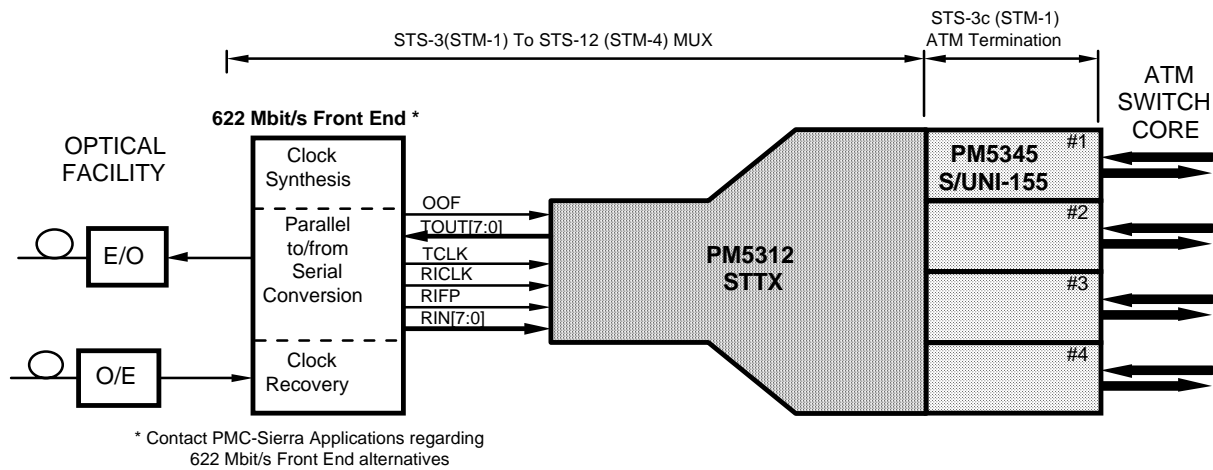 STS-3(STM-1) To STS-12 (STM-4) MUX
STS-3c (STM-1)
ATM Termination
ATM
SWITCH
CORE
622 Mbit/s Front End *
OPTICAL
FACILITY
Clock
Synthesis
Parallel
to/from
Serial
Conversion
Clock
Recovery
E/O
O/E
OOF
TOUT[7:0]
TCLK
RICLK
RIFP
RIN[7:0]
PM5312
STTX
#1
PM5345
S/UNI-155
#2
#3
#4
* Contact PMC-Sierra Applications regarding
622 Mbit/s Front End alternatives